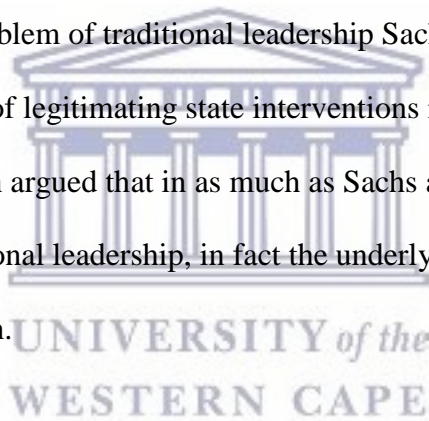 oblem of traditional leadership Sach
of legitimating state interventions
n argued that in as much as Sachs a
onal leadership, in fact the underly
n.
UNIVERSITY of the
WESTERN CAPE